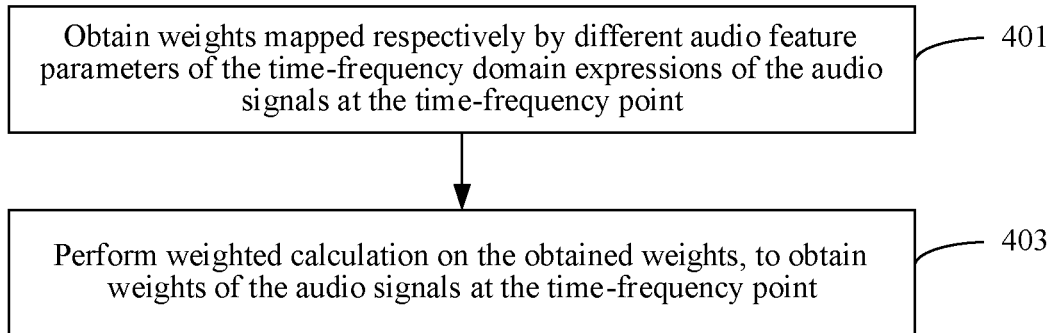 Obtain weights mapped respectively by different audio feature
parameters of the time-frequency domain expressions of the audio
signals at the time-frequency point
401
Perform weighted calculation on the obtained weights, to obtain
weights of the audio signals at the time-frequency point
403